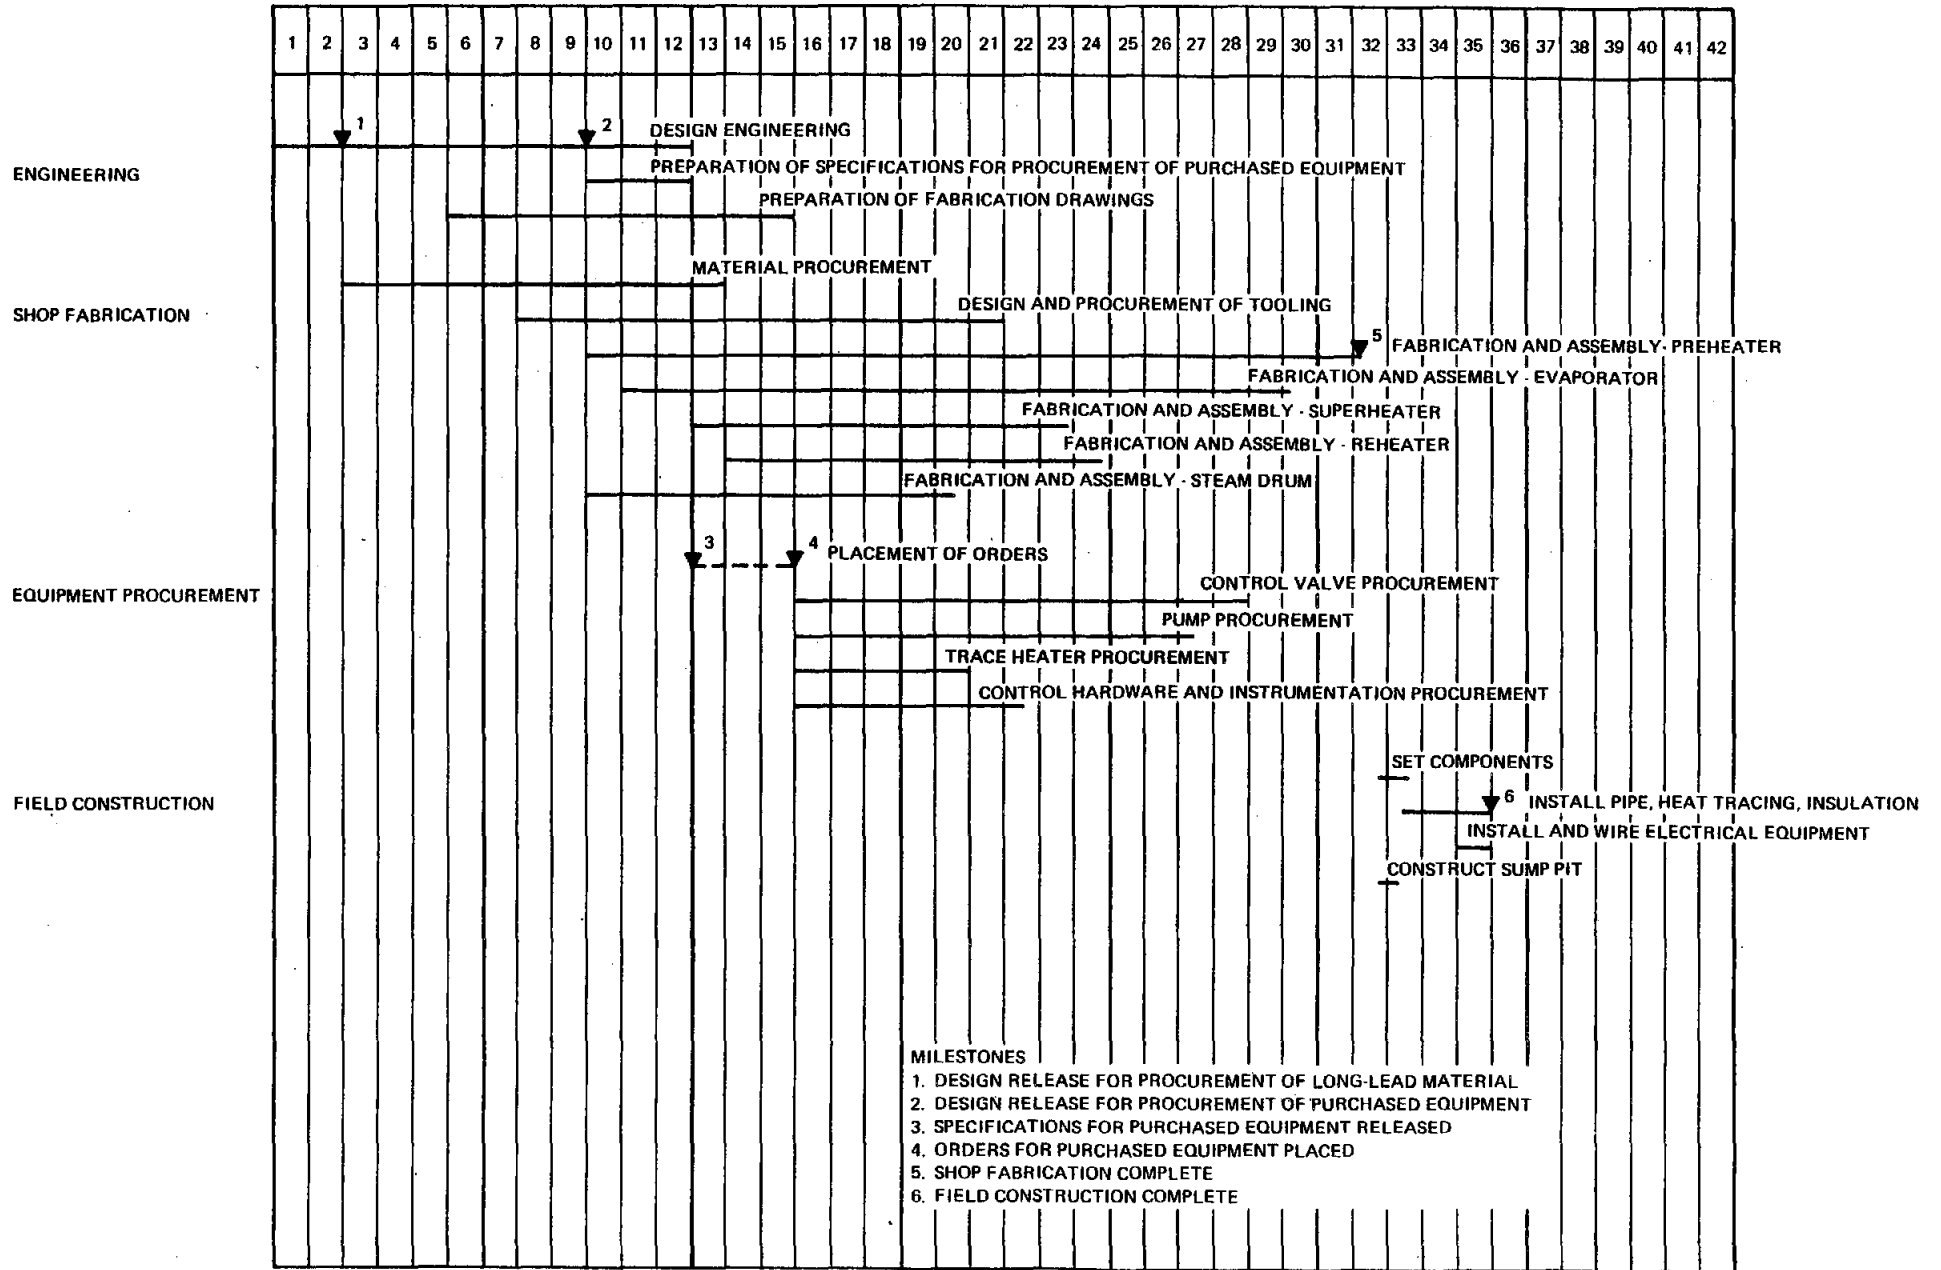 1 2 3 4 5 6 7 8 9 10 11 12 13 14 15 16 17 18 19 20 21 22 23 24 25 26 27 28 29 30 31 32 33 34 35 36 37 38 39 40 41 42
1
2
DESIGN ENGINEERING
PREPARATION OF SPECIFICATIONS FOR PROCUREMENT OF PURCHASED EQUIPMENT
ENGINEERING
PREPARATION OF FABRICATION DRAWINGS
MATERIAL PROCUREMENT
DESIGN AND PROCUREMENT OF TOOLING
SHOP FABRICATION
5
FABRICATION AND ASSEMBLY- PREHEATER
FABRICATION AND ASSEMBLY - EVAPORATOR
FABRICATION AND ASSEMBLY - SUPERHEATER
FABRICATION AND ASSEMBLY - REHEATER
FABRICATION AND ASSEMBLY - STEAM DRUM
3
4
PLACEMENT OF ORDERS
CONTROL VALVE PROCUREMENT
EQUIPMENT PROCUREMENT
PUMP PROCUREMENT
TRACE HEATER PROCUREMENT
CONTROL HARDWARE AND INSTRUMENTATION PROCUREMENT
SET COMPONENTS
FIELD CONSTRUCTION
6
INSTALL PIPE, HEAT TRACING, INSULATION
INSTALL AND WIRE ELECTRICAL EQUIPMENT
CONSTRUCT SUMP PIT
MILESTONES
1. DESIGN RELEASE FOR PROCUREMENT OF LONG-LEAD MATERIAL
2. DESIGN RELEASE FOR PROCUREMENT OF PURCHASED EQUIPMENT
3. SPECIFICATIONS FOR PURCHASED EQUIPMENT RELEASED
4. ORDERS FOR PURCHASED EQUIPMENT PLACED
5. SHOP FABRICATION COMPLETE
6. FIELD CONSTRUCTION COMPLETE